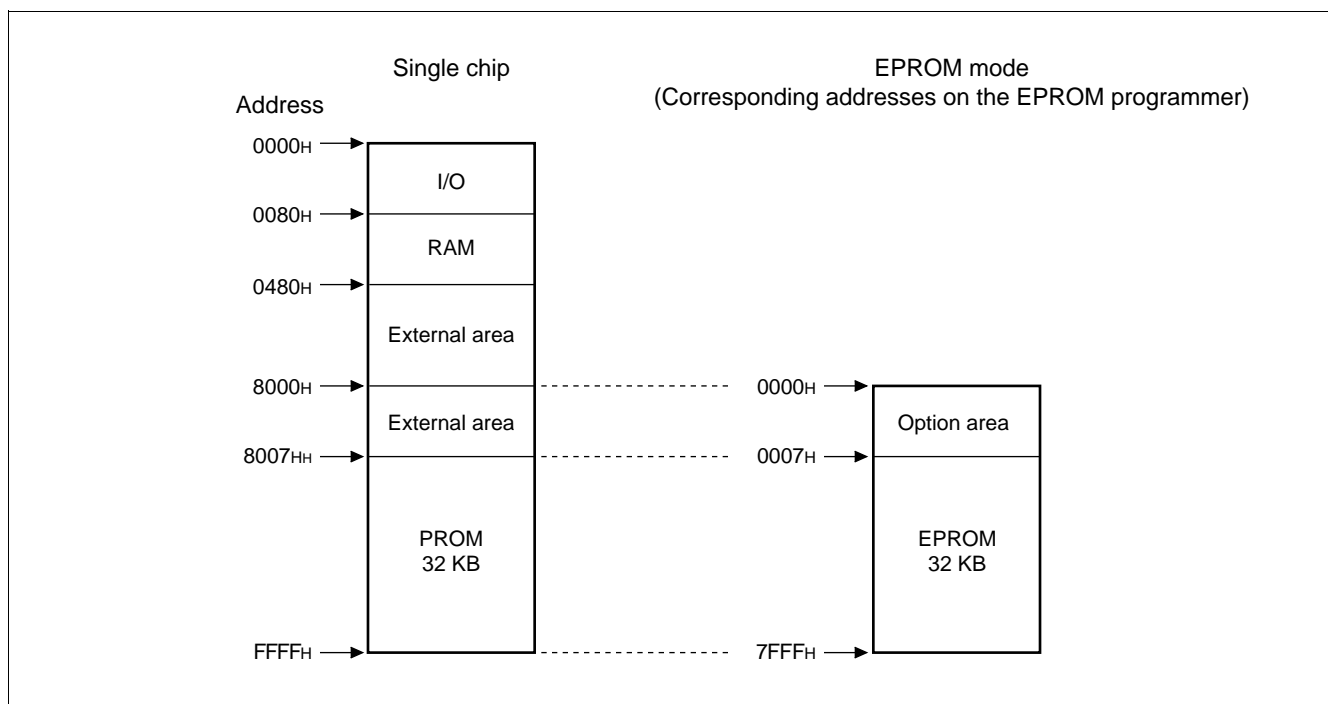 Single chip
EPROM mode
(Corresponding addresses on the EPROM programmer)
Address
0000H
I/O
0080H
RAM
0480H
External area
8000H
0000H
External area
Option area
8007HH
0007H
PROM
32 KB
EPROM
32 KB
FFFFH
7FFFH